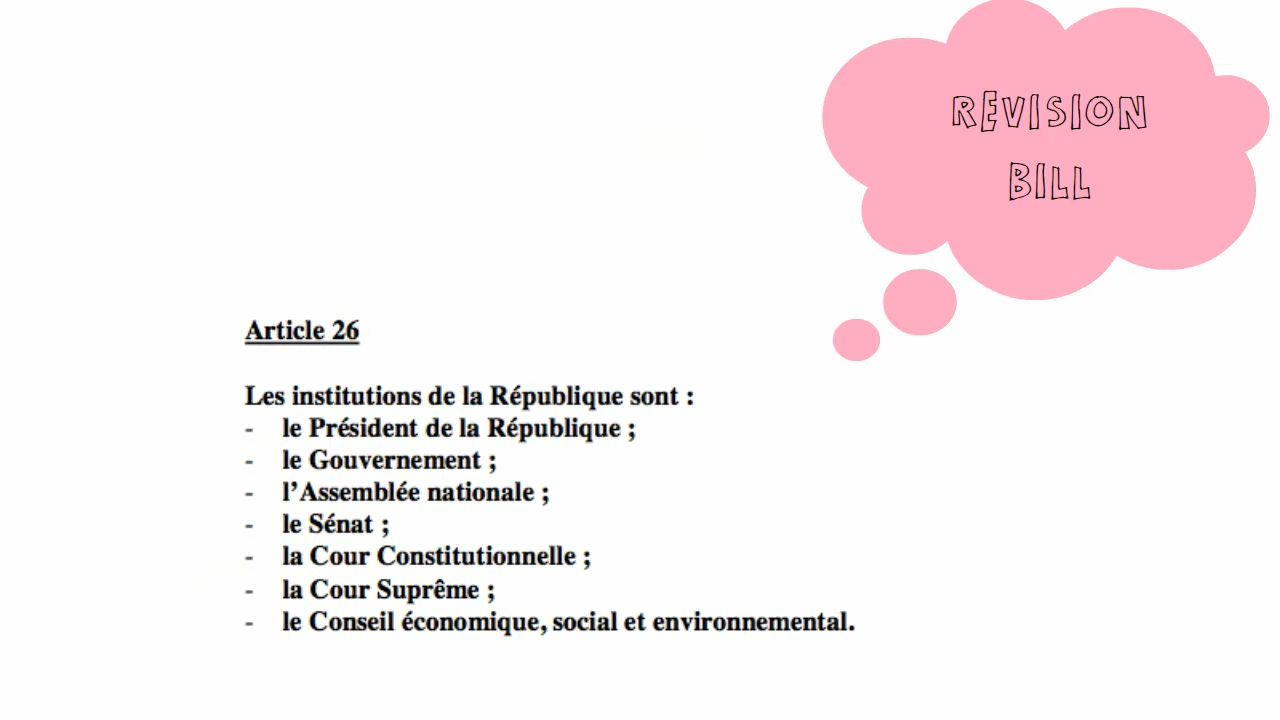 REVISION
BILL
Article 26
Les institutions de la République sont :
- le Président de la République ;
- le Gouvernement ;
- l’Assemblée nationale ;
- le Sénat ;
- la Cour Constitutionnelle ;
- la Cour Suprême ;
- le Conseil économique, social et environnemental.